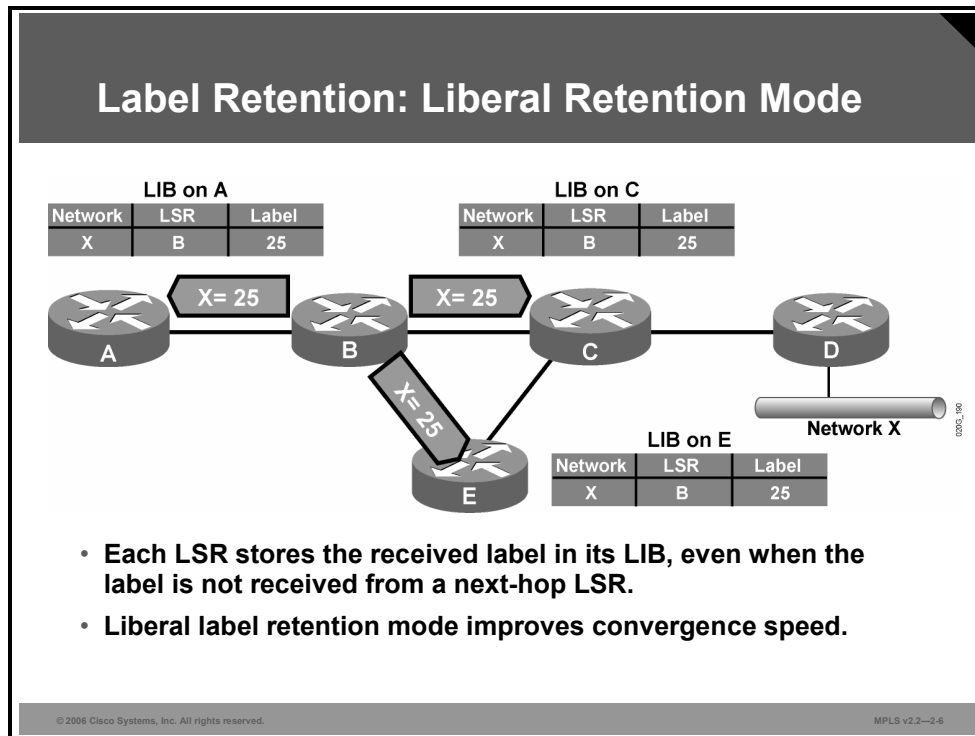 Label Retention: Liberal Retention Mode
LIB on A
Network LSR Label
X B 25
LIB on C
Network LSR Label
X B 25
X= 25
X= 25
A
B
C
D
X= 25
Network X
020G_190
E
LIB on E
Network LSR Label
X B 25
• Each LSR stores the received label in its LIB, even when the
label is not received from a next-hop LSR.
• Liberal label retention mode improves convergence speed.
© 2006 Cisco Systems, Inc. All rights reserved.
MPLS v2.2—2-6